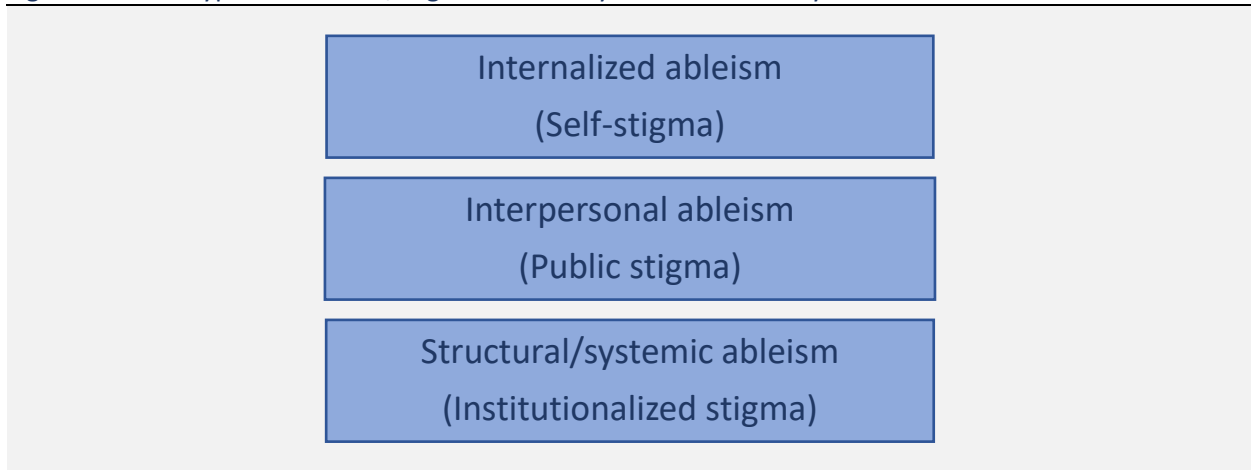 Internalized ableism
(Self-stigma)
Interpersonal ableism
(Public stigma)
Structural/systemic ableism
(Institutionalized stigma)